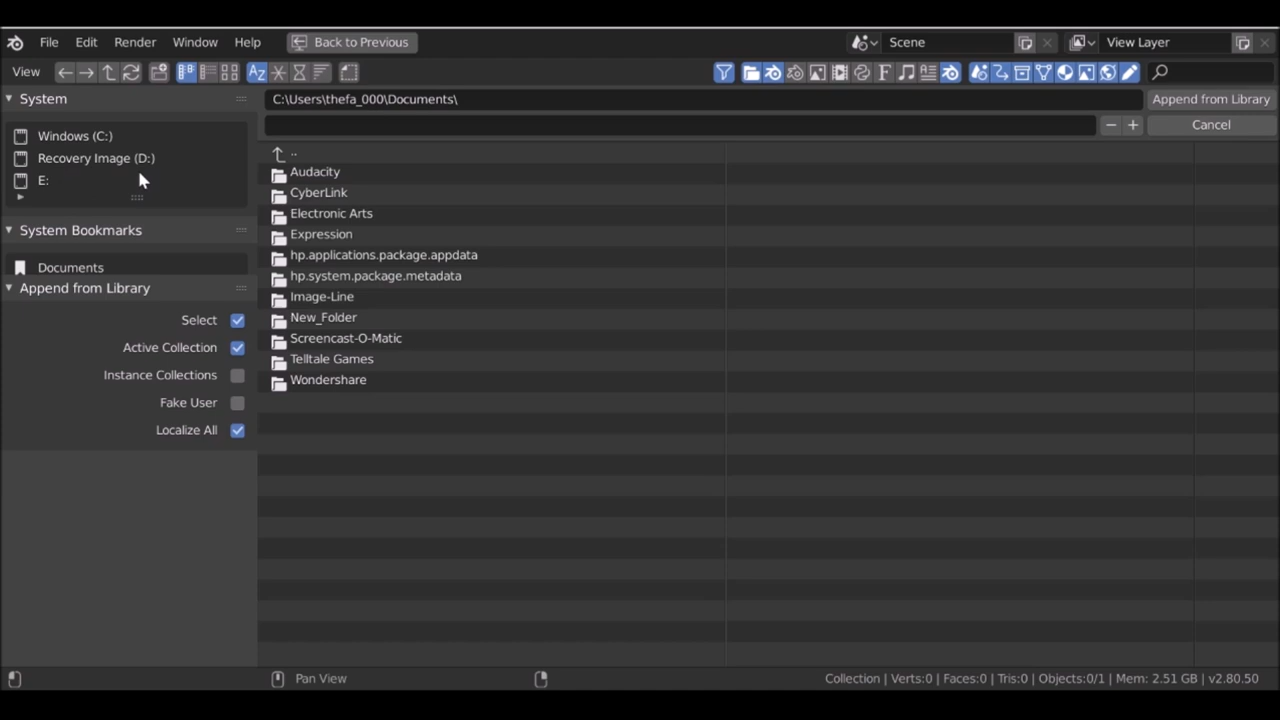 File Edit Render Window Help Back to Previous Scene View Layer
View
System
C:\Users\thefa_000\Documents\ Append from Library
Cancel
Windows (C:)
Recovery Image (D:)
E:
System Bookmarks
Documents
Append from Library
Select
Active Collection
Instance Collections
Fake User
Localize All
..
Audacity
CyberLink
Electronic Arts
Expression
hp.applications.package.appdata
hp.system.package.metadata
Image-Line
New_Folder
Screencast-O-Matic
Telltale Games
Wondershare
Pan View Collection | Verts:0 | Faces:0 | Tris:0 | Objects:0/1 | Mem: 2.51 GB | v2.80.50